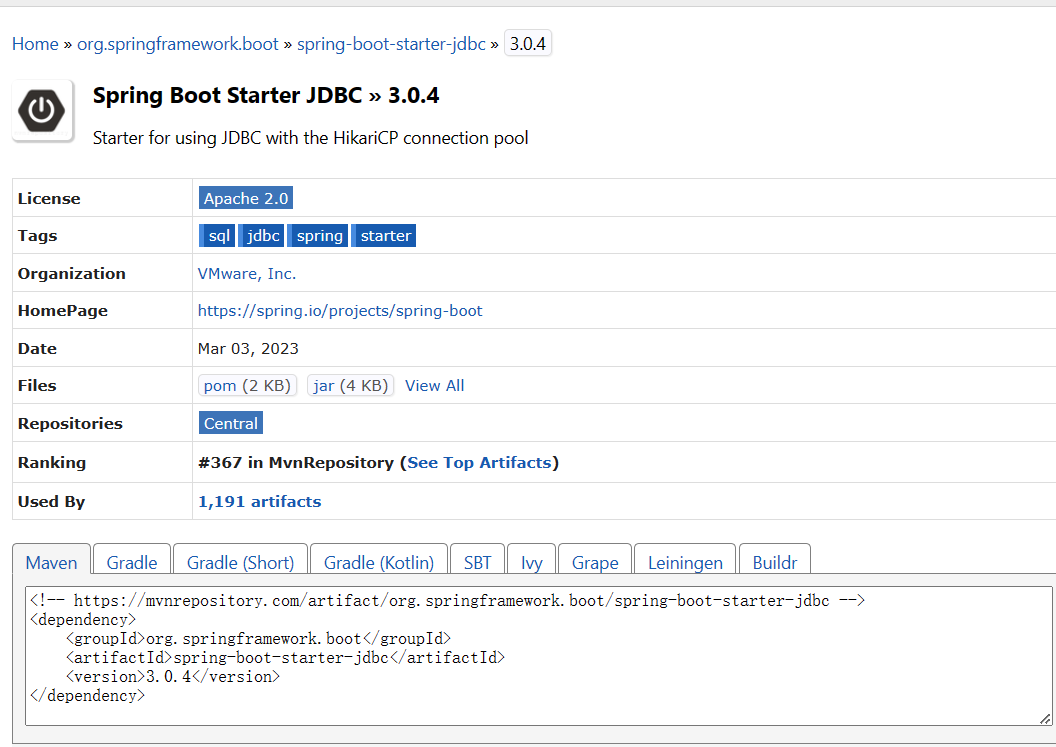 Home » org.springframework.boot » spring-boot-starter-jdbc » 3.0.4
Spring Boot Starter JDBC » 3.0.4
Starter for using JDBC with the HikariCP connection pool
License Apache 2.0
Tags sql jdbc spring starter
Organization VMware, Inc.
HomePage https://spring.io/projects/spring-boot
Date Mar 03, 2023
Files pom (2 KB) jar (4 KB) View All
Repositories Central
Ranking #367 in MvnRepository (See Top Artifacts)
Used By 1,191 artifacts
Maven Gradle Gradle (Short) Gradle (Kotlin) SBT Ivy Grape Leiningen Buildr
<!-- https://mvnrepository.com/artifact/org.springframework.boot/spring-boot-starter-jdbc -->
<dependency>
    <groupId>org.springframework.boot</groupId>
    <artifactId>spring-boot-starter-jdbc</artifactId>
    <version>3.0.4</version>
</dependency>